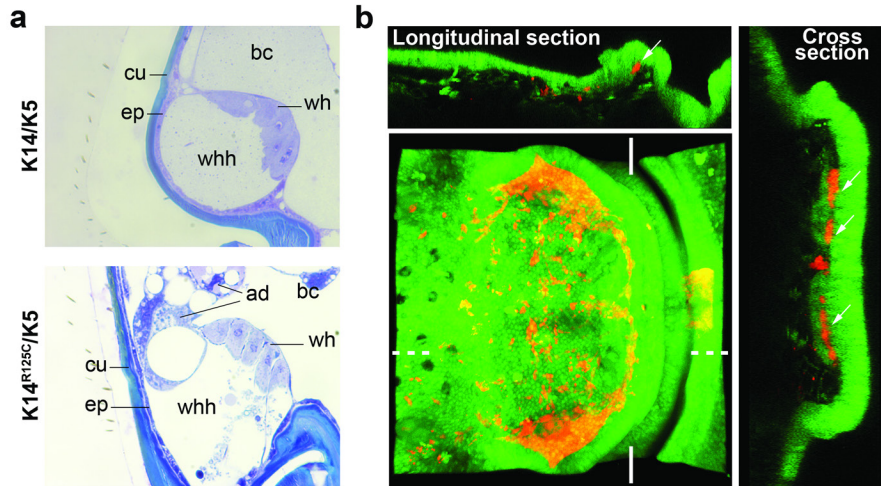 a
K14/K5
cu
bc
ep
wh
whh
K14R125C/K5
ad
bc
cu
wh
ep
whh
b
Longitudinal section
Cross
section